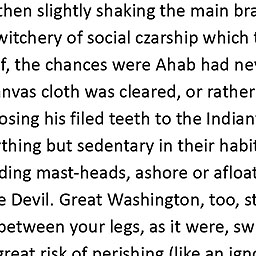 then slightly shaking the main bra
witchery of social czarship which t
f, the chances were Ahab had nev
anvas cloth was cleared, or rather
osing his filed teeth to the Indian
thing but sedentary in their habit
ding mast-heads, ashore or afloat
e Devil. Great Washington, too, st
between your legs, as it were, sw
great risk of perishing (like an igno